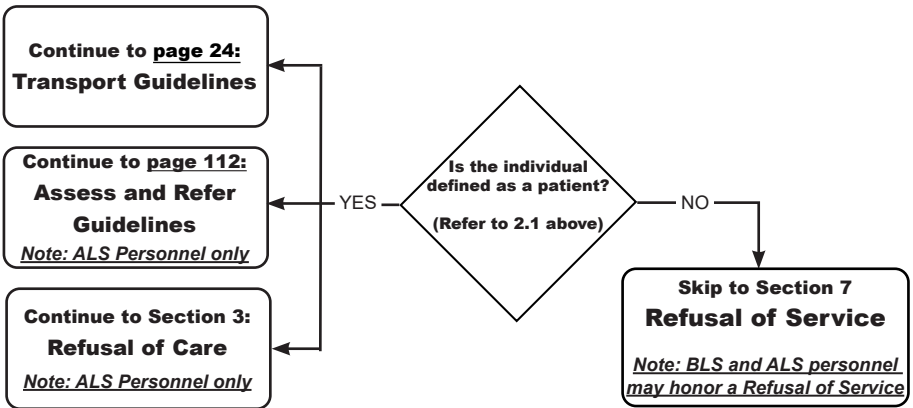 Continue to page 24:
Transport Guidelines
Continue to page 112:
Assess and Refer
Guidelines
Note: ALS Personnel only
Continue to Section 3:
Refusal of Care
Note: ALS Personnel only
YES
Is the individual
defined as a patient?
(Refer to 2.1 above)
NO
Skip to Section 7
Refusal of Service
Note: BLS and ALS personnel
may honor a Refusal of Service